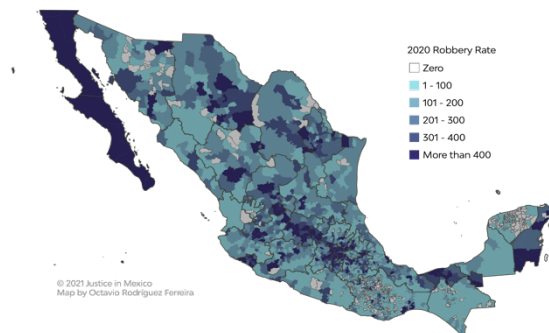 2020 Robbery Rate
Zero
1 - 100
101 - 200
201 - 300
301 - 400
More than 400
© 2021 Justice in Mexico
Map by Octavio Rodríguez Ferreira